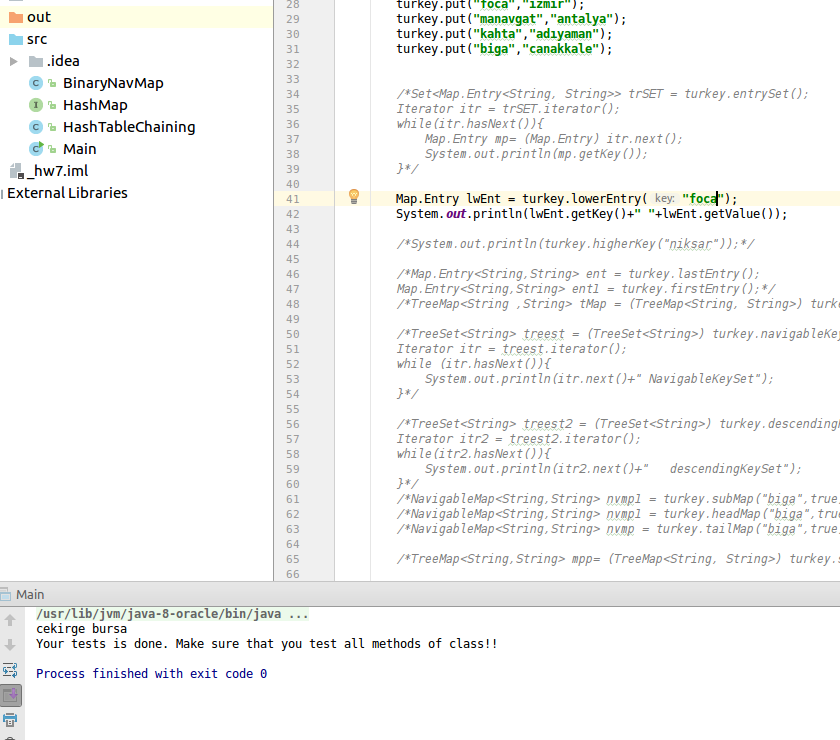 out
src
.idea
BinaryNavMap
HashMap
HashTableChaining
Main
_hw7.iml
External Libraries
28 turkey.put("foca","izmir");
29 turkey.put("manavgat","antalya");
30 turkey.put("kahta","adıyaman");
31 turkey.put("biga","canakkale");
32
33
34 /*Set<Map.Entry<String, String>> trSET = turkey.entrySet();
35 Iterator itr = trSET.iterator();
36 while(itr.hasNext()){
37 Map.Entry mp= (Map.Entry) itr.next();
38 System.out.println(mp.getKey());
39 }*/
40
41 Map.Entry lwEnt = turkey.lowerEntry( key: "foca");
42 System.out.println(lwEnt.getKey()+" "+lwEnt.getValue());
43
44 /*System.out.println(turkey.higherKey("niksar"));*/
45
46 /*Map.Entry<String,String> ent = turkey.lastEntry();
47 Map.Entry<String,String> ent1 = turkey.firstEntry();*/
48 /*TreeMap<String ,String> tMap = (TreeMap<String, String>) turk
49
50 /*TreeSet<String> treest = (TreeSet<String>) turkey.navigableKey
51 Iterator itr = treest.iterator();
52 while (itr.hasNext()){
53 System.out.println(itr.next()+" NavigableKeySet");
54 }*/
55
56 /*TreeSet<String> treest2 = (TreeSet<String>) turkey.descending
57 Iterator itr2 = treest2.iterator();
58 while(itr2.hasNext()){
59 System.out.println(itr2.next()+"   descendingKeySet");
60 }*/
61 /*NavigableMap<String,String> nvmp1 = turkey.subMap("biga",true
62 /*NavigableMap<String,String> nvmp1 = turkey.headMap("biga",true
63 /*NavigableMap<String,String> nvmp = turkey.tailMap("biga",true
64
65 /*TreeMap<String,String> mpp= (TreeMap<String, String>) turkey.s
66
Main
/usr/lib/jvm/java-8-oracle/bin/java ...
cekirge bursa
Your tests is done. Make sure that you test all methods of class!!
Process finished with exit code 0